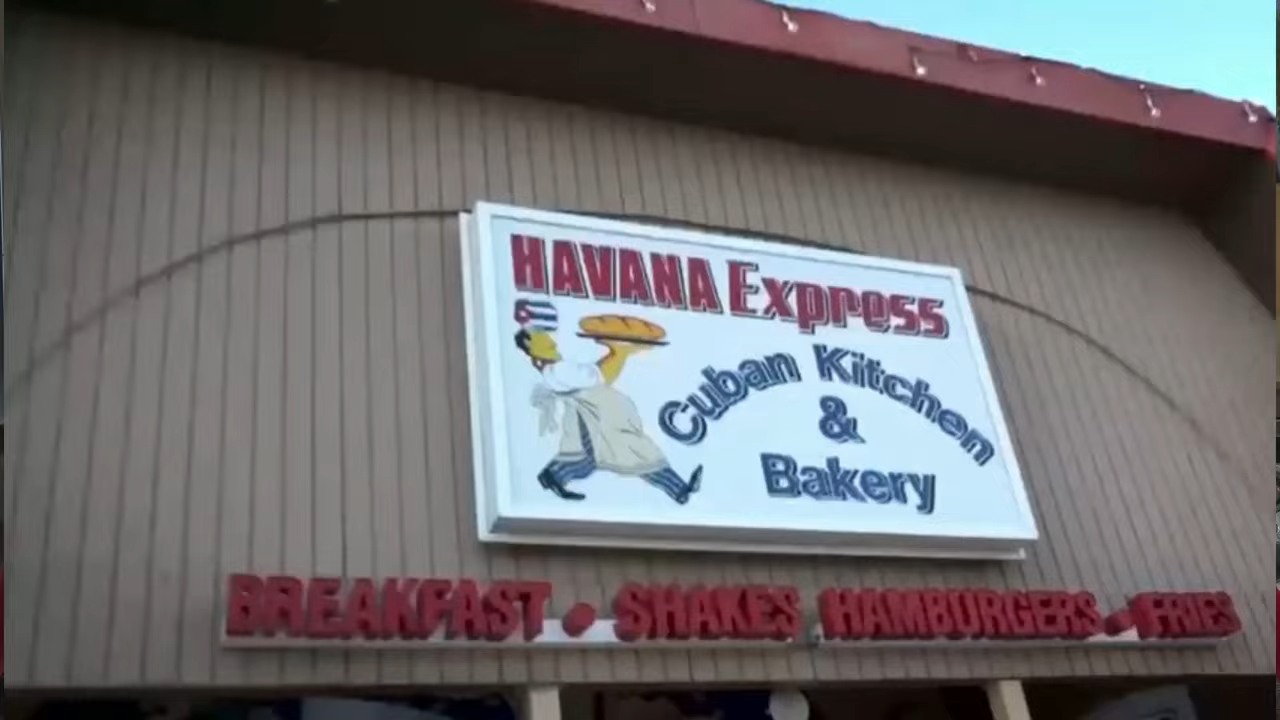 HAVANA Express
Cuban Kitchen
&
Bakery
BREAKFAST • SHAKES HAMBURGERS • FRIES